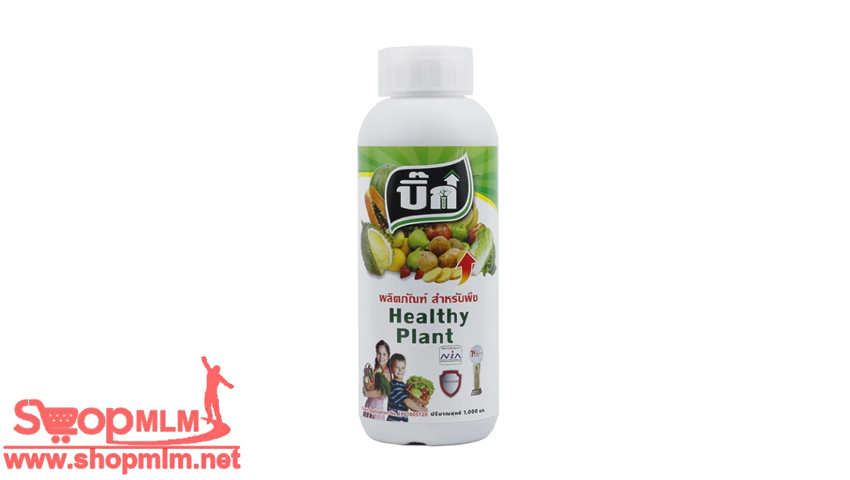 บิ๊ก
ผลิตภัณฑ์ สำหรับพืช
Healthy
Plant
NIA
ปริมาณสุทธิ 1,000 มล.
SHOPMLM
www.shopmlm.net